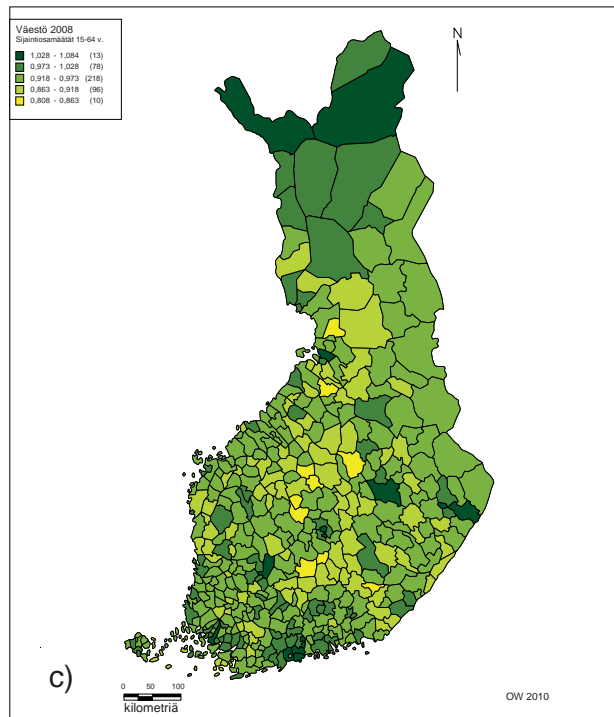 Väestö 2008
Sijaintiosamäätät 15-64 v.
1,028 - 1,084 (13)
0,973 - 1,028 (78)
0,918 - 0,973 (218)
0,863 - 0,918 (96)
0,808 - 0,863 (10)
N
c)
0 50 100
kilometriä
OW 2010